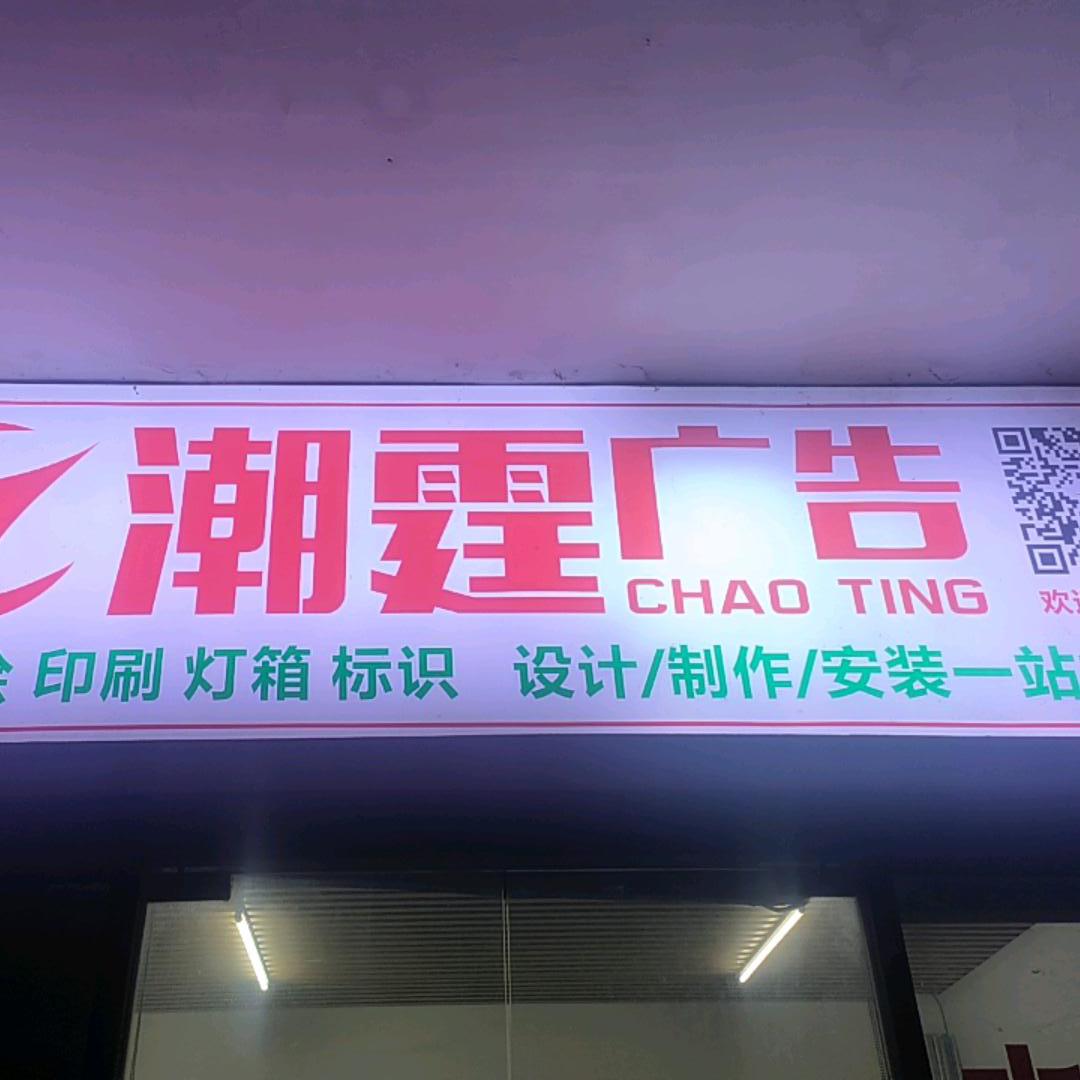 潮霆广告
CHAO TING
印刷 灯箱 标识 设计/制作/安装一站
欢